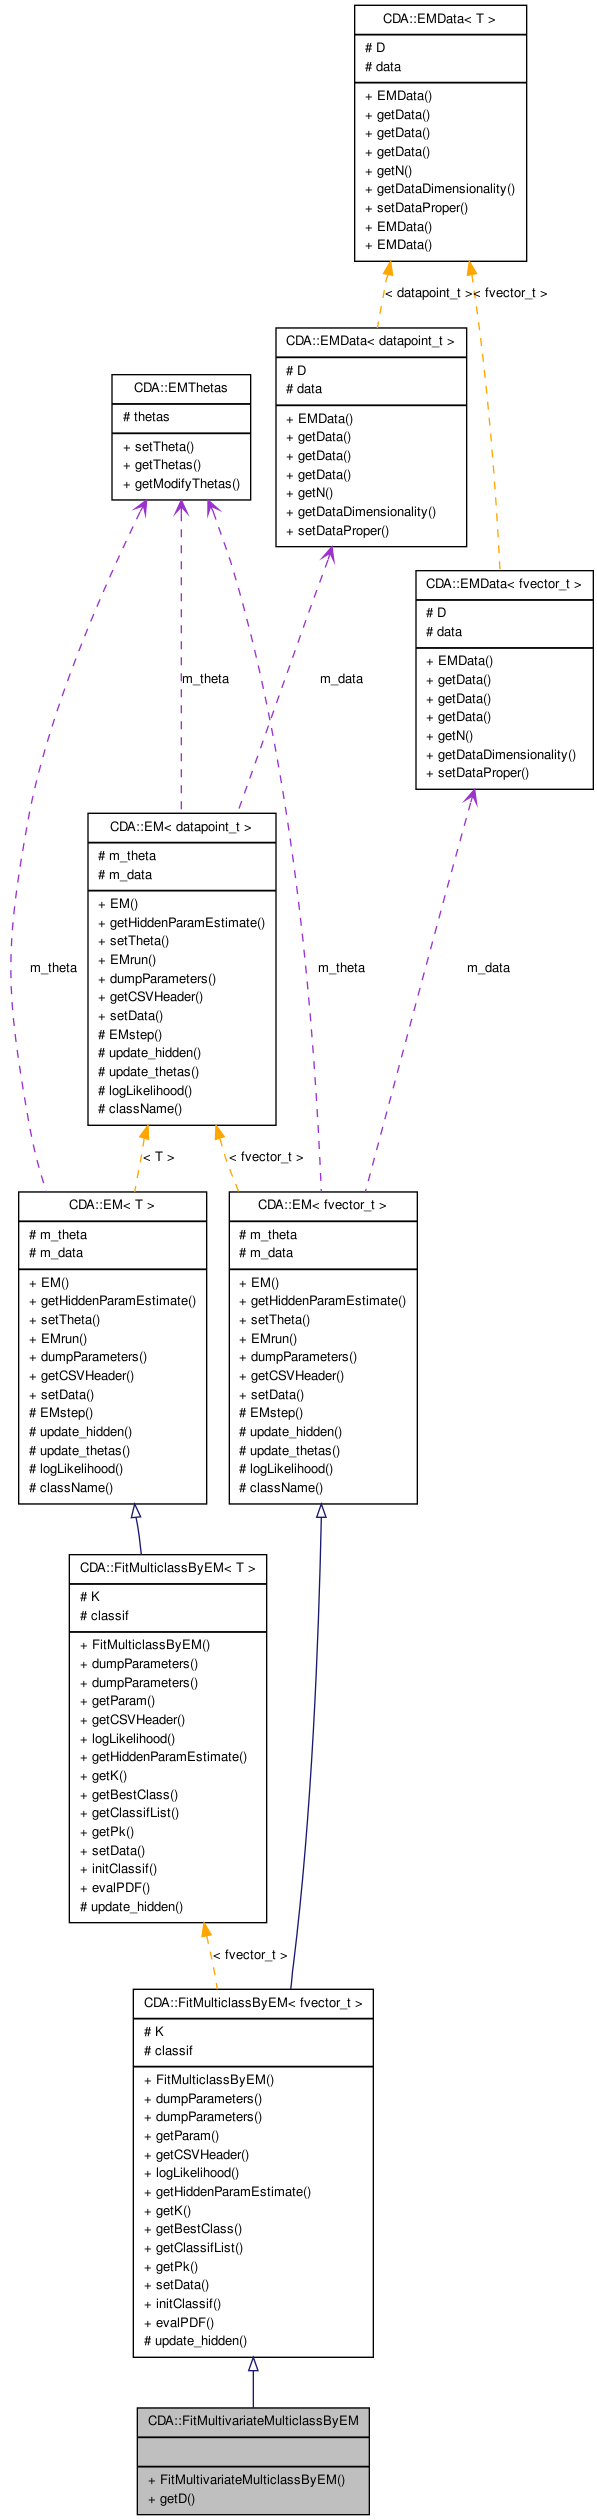 CDA::EMData< T >
# D
# data
+ EMData()
+ getData()
+ getData()
+ getData()
+ getN()
+ getDataDimensionality()
+ setDataProper()
+ EMData()
+ EMData()
< datapoint_t >
< fvector_t >
CDA::EMData< datapoint_t >
# D
# data
+ EMData()
+ getData()
+ getData()
+ getData()
+ getN()
+ getDataDimensionality()
+ setDataProper()
CDA::EMThetas
# thetas
+ setTheta()
+ getThetas()
+ getModifyThetas()
CDA::EMData< fvector_t >
# D
# data
+ EMData()
+ getData()
+ getData()
+ getData()
+ getN()
+ getDataDimensionality()
+ setDataProper()
m_theta
m_data
CDA::EM< datapoint_t >
# m_theta
# m_data
+ EM()
+ getHiddenParamEstimate()
+ setTheta()
+ EMrun()
+ dumpParameters()
+ getCSVHeader()
+ setData()
# EMstep()
# update_hidden()
# update_thetas()
# logLikelihood()
# className()
m_theta
m_theta
m_data
< T >
< fvector_t >
CDA::EM< T >
# m_theta
# m_data
+ EM()
+ getHiddenParamEstimate()
+ setTheta()
+ EMrun()
+ dumpParameters()
+ getCSVHeader()
+ setData()
# EMstep()
# update_hidden()
# update_thetas()
# logLikelihood()
# className()
CDA::EM< fvector_t >
# m_theta
# m_data
+ EM()
+ getHiddenParamEstimate()
+ setTheta()
+ EMrun()
+ dumpParameters()
+ getCSVHeader()
+ setData()
# EMstep()
# update_hidden()
# update_thetas()
# logLikelihood()
# className()
CDA::FitMulticlassByEM< T >
# K
# classif
+ FitMulticlassByEM()
+ dumpParameters()
+ dumpParameters()
+ getParam()
+ getCSVHeader()
+ logLikelihood()
+ getHiddenParamEstimate()
+ getK()
+ getBestClass()
+ getClassifList()
+ getPk()
+ setData()
+ initClassif()
+ evalPDF()
# update_hidden()
< fvector_t >
CDA::FitMulticlassByEM< fvector_t >
# K
# classif
+ FitMulticlassByEM()
+ dumpParameters()
+ dumpParameters()
+ getParam()
+ getCSVHeader()
+ logLikelihood()
+ getHiddenParamEstimate()
+ getK()
+ getBestClass()
+ getClassifList()
+ getPk()
+ setData()
+ initClassif()
+ evalPDF()
# update_hidden()
CDA::FitMultivariateMulticlassByEM
+ FitMultivariateMulticlassByEM()
+ getD()